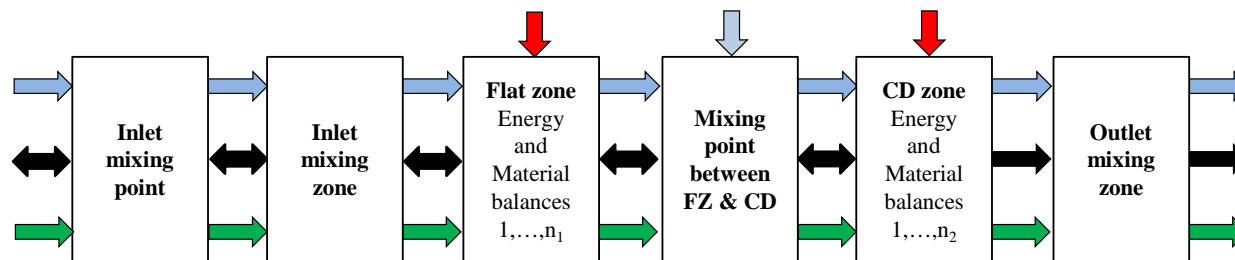 Inlet
mixing
point
Inlet
mixing
zone
Flat zone
Energy
and
Material
balances
1,…,n₁
Mixing
point
between
FZ & CD
CD zone
Energy
and
Material
balances
1,…,n₂
Outlet
mixing
zone